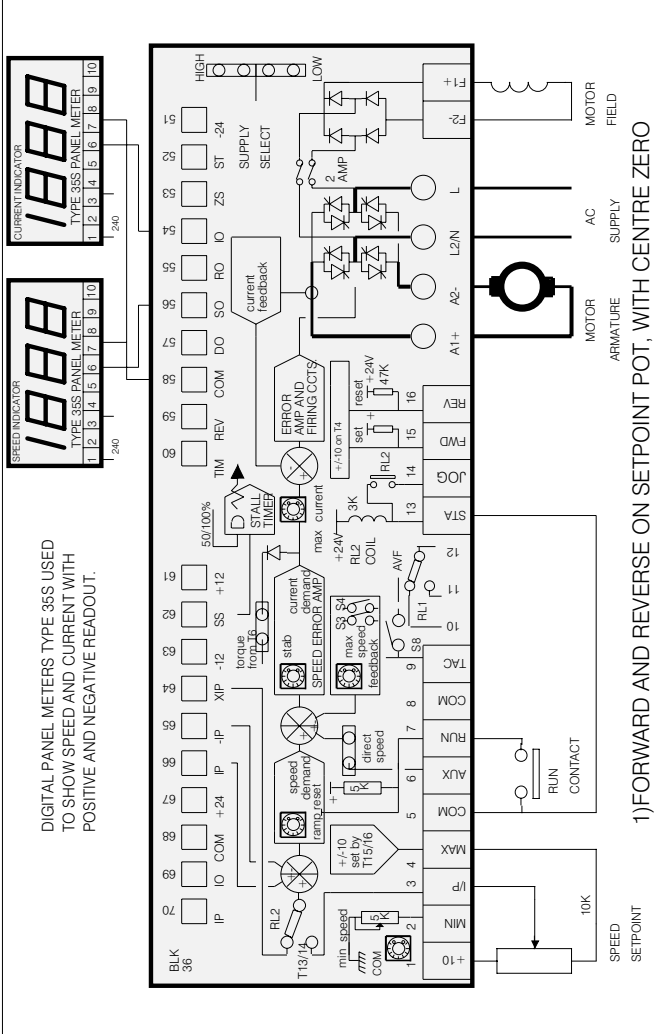 DIGITAL PANEL METERS TYPE 35S USED
TO SHOW SPEED AND CURRENT WITH
POSITIVE AND NEGATIVE READOUT.
SPEED INDICATOR
1888
TYPE 35S PANEL METER
1 2 3 4 5 6 7 8 9 10
240
CURRENT INDICATOR
1888
TYPE 35S PANEL METER
1 2 3 4 5 6 7 8 9 10
240
BLK
36
70 69 68 67 66 65 64 63 62 61 60 59 58 57 56 55 54 53 52 51
IP IO COM +24 IP -IP XIP -12 SS +12 TIM REV COM DO SO RO IO ZS ST -24
HIGH
LOW
SUPPLY
SELECT
RL2
T13/14
speed
demand
ramp reset
torque
from T6
50/100%
STALL
TIMER
stab
current
demand
SPEED ERROR AMP
max
speed
feedback
S3 S4
direct
speed
max current
ERROR
AMP AND
FIRING CCTS.
current
feedback
2
AMP
min speed
COM
5
K
+/-10
set by
T15/16
+
5
K
S8
AVF
RL1
+24V
RL2
COIL
3K
RL2
+/-10 on T4
set +
reset
+24V
47K
1 2 3 4 5 6 7 8 9 10 11 12 13 14 15 16
+10 MIN I/P MAX COM AUX RUN COM TAC STA JOG FWD REV A1+ A2- L2/N L F2- F1+
10K
SPEED
SETPOINT
RUN
CONTACT
MOTOR
ARMATURE
AC
SUPPLY
MOTOR
FIELD
1)FORWARD AND REVERSE ON SETPOINT POT, WITH CENTRE ZERO